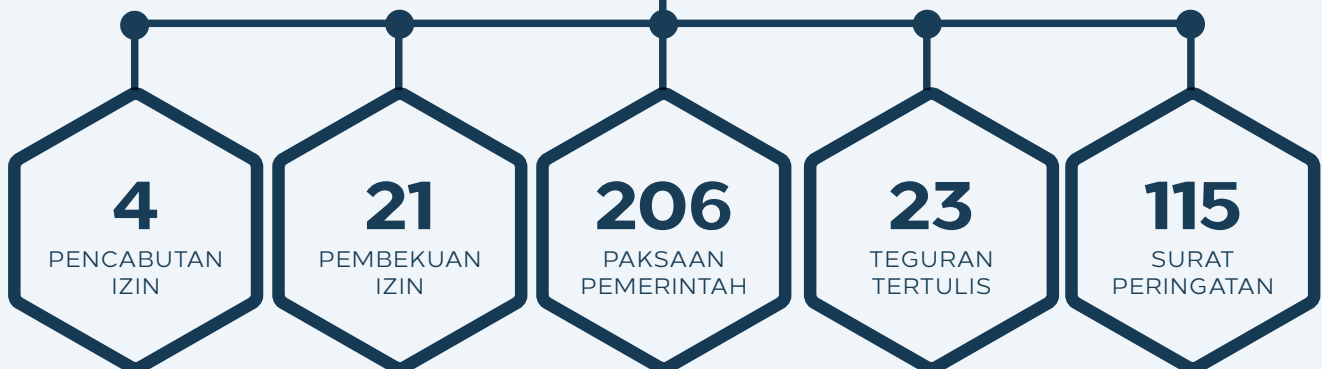 4
PENCABUTAN
IZIN
21
PEMBEKUAN
IZIN
206
PAKSAAN
PEMERINTAH
23
TEGURAN
TERTULIS
115
SURAT
PERINGATAN